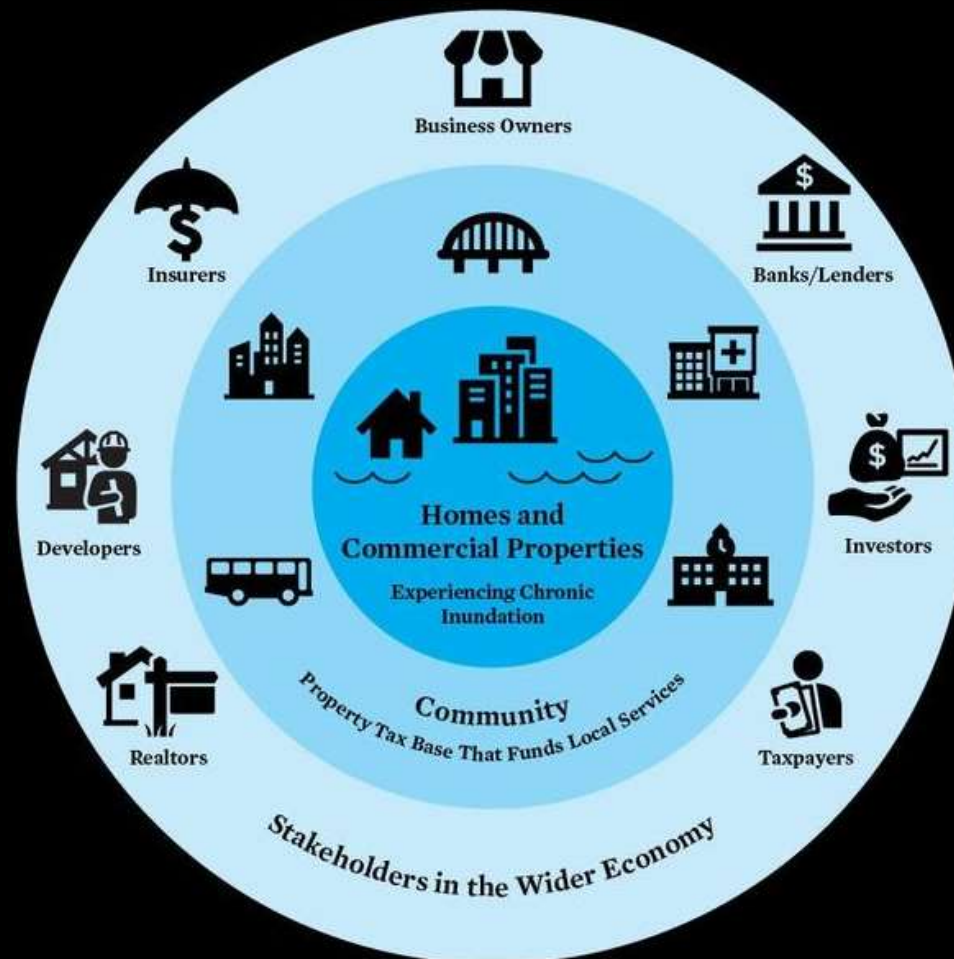 Business Owners
Insurers
Banks/Lenders
$
$
Developers
$
Investors
Homes and
Commercial Properties
Experiencing Chronic
Inundation
Community
Property Tax Base That Funds Local Services
Realtors
Taxpayers
Stakeholders in the Wider Economy